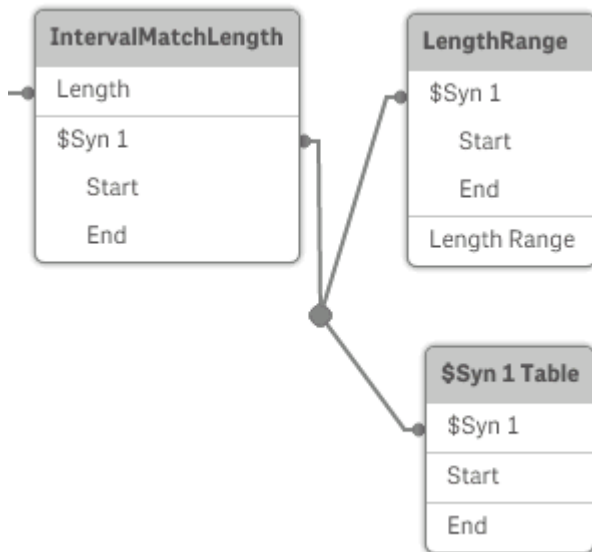 IntervalMatchLength
Length
$Syn 1
Start
End
LengthRange
$Syn 1
Start
End
Length Range
$Syn 1 Table
$Syn 1
Start
End